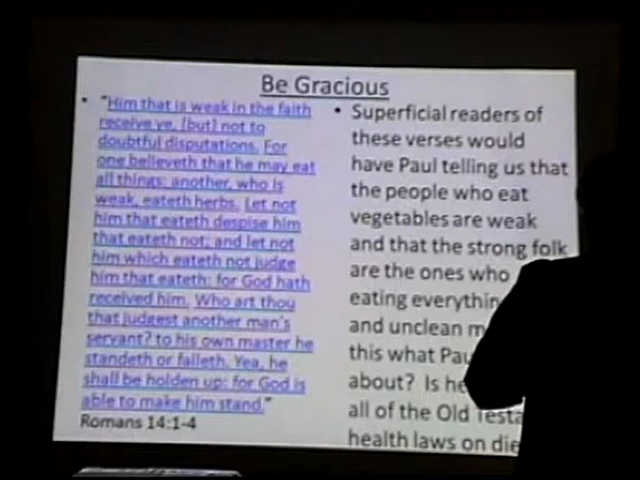 Be Gracious
• "Him that is weak in the faith
receive ye, [but] not to
doubtful disputations. For
one believeth that he may eat
all things: another, who is
weak, eateth herbs. Let not
him that eateth despise him
that eateth not; and let not
him which eateth not judge
him that eateth: for God hath
received him. Who art thou
that judgest another man's
servant? to his own master he
standeth or falleth. Yea, he
shall be holden up: for God is
able to make him stand."
Romans 14:1-4
• Superficial readers of
these verses would
have Paul telling us that
the people who eat
vegetables are weak
and that the strong folk
are the ones who
eating
and unclean
this what
about? Is
all of the Old
health laws on